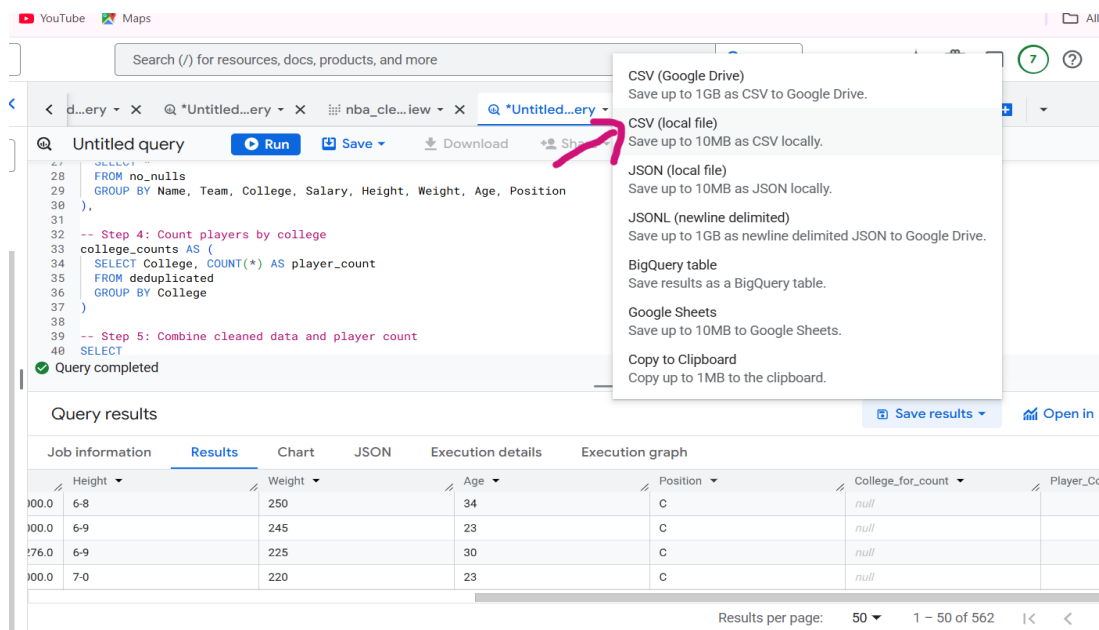 YouTube Maps All
Search (/) for resources, docs, products, and more
7
d...ery *Untitled...ery nba_cle...iew *Untitled...ery
Untitled query Run Save Download
28 FROM no_nulls
29 GROUP BY Name, Team, College, Salary, Height, Weight, Age, Position
30 ),
31
32 -- Step 4: Count players by college
33 college_counts AS (
34 SELECT College, COUNT(*) AS player_count
35 FROM deduplicated
36 GROUP BY College
37 )
38
39 -- Step 5: Combine cleaned data and player count
40 SELECT
Query completed
CSV (Google Drive)
Save up to 1GB as CSV to Google Drive.
CSV (local file)
Save up to 10MB as CSV locally.
JSON (local file)
Save up to 10MB as JSON locally.
JSONL (newline delimited)
Save up to 1GB as newline delimited JSON to Google Drive.
BigQuery table
Save results as a BigQuery table.
Google Sheets
Save up to 10MB to Google Sheets.
Copy to Clipboard
Copy up to 1MB to the clipboard.
Query results Save results Open in
Job information Results Chart JSON Execution details Execution graph
Height Weight Age Position College_for_count Player_Co
000.0 6-8 250 34 C null
000.0 6-9 245 23 C null
276.0 6-9 225 30 C null
000.0 7-0 220 23 C null
Results per page: 50 1 – 50 of 562